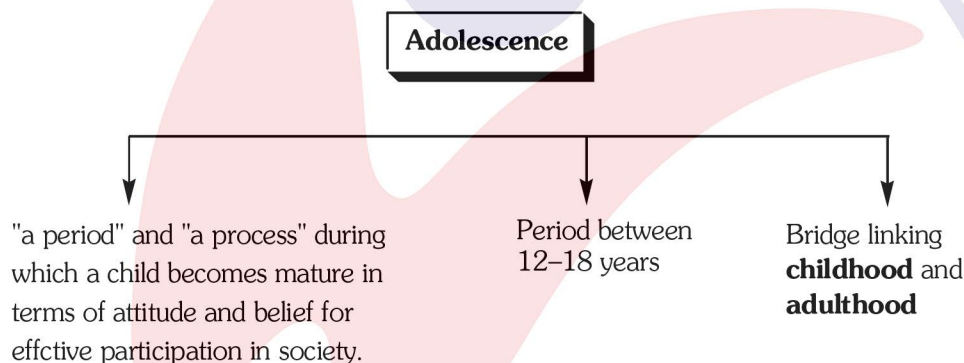 Adolescence
"a period" and "a process" during
which a child becomes mature in
terms of attitude and belief for
effctive participation in society.
Period between
12–18 years
Bridge linking
childhood and
adulthood